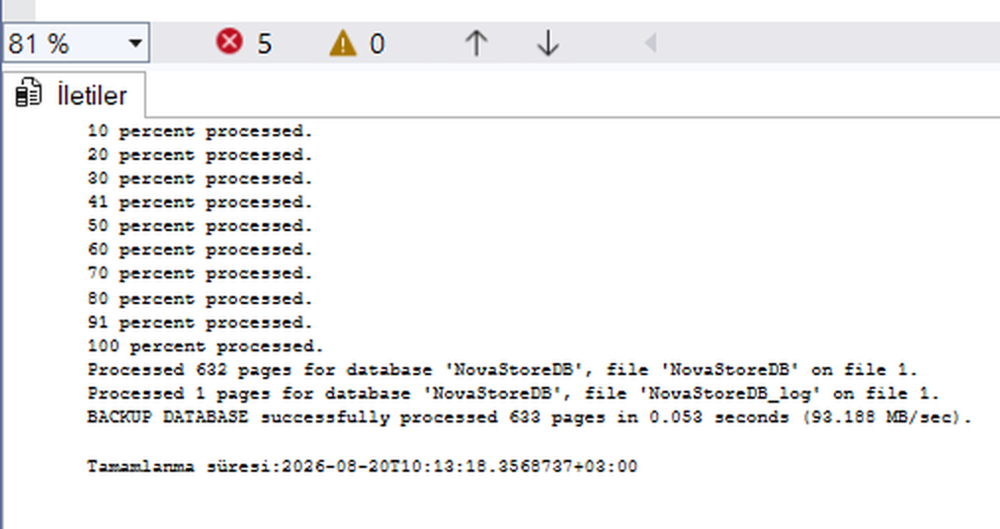 81 %
5
0
İletiler
10 percent processed.
20 percent processed.
30 percent processed.
41 percent processed.
50 percent processed.
60 percent processed.
70 percent processed.
80 percent processed.
91 percent processed.
100 percent processed.
Processed 632 pages for database 'NovaStoreDB', file 'NovaStoreDB' on file 1.
Processed 1 pages for database 'NovaStoreDB', file 'NovaStoreDB_log' on file 1.
BACKUP DATABASE successfully processed 633 pages in 0.053 seconds (93.188 MB/sec).
Tamamlanma süresi:2026-08-20T10:13:18.3568737+03:00